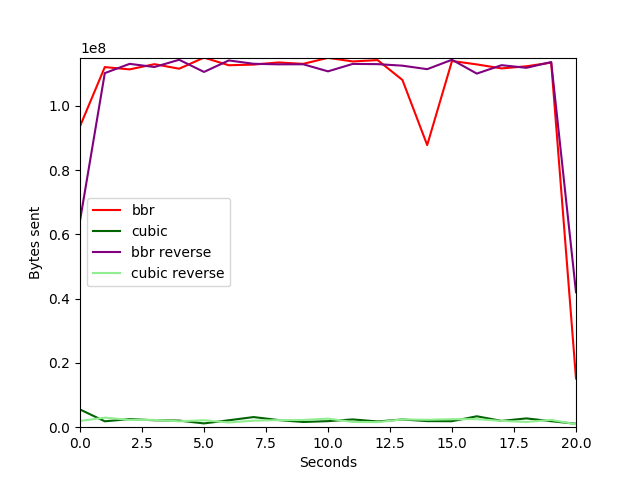 1e8
1.0
0.8
0.6
0.4
0.2
0.0
Bytes sent
bbr
cubic
bbr reverse
cubic reverse
0.0 2.5 5.0 7.5 10.0 12.5 15.0 17.5 20.0
Seconds